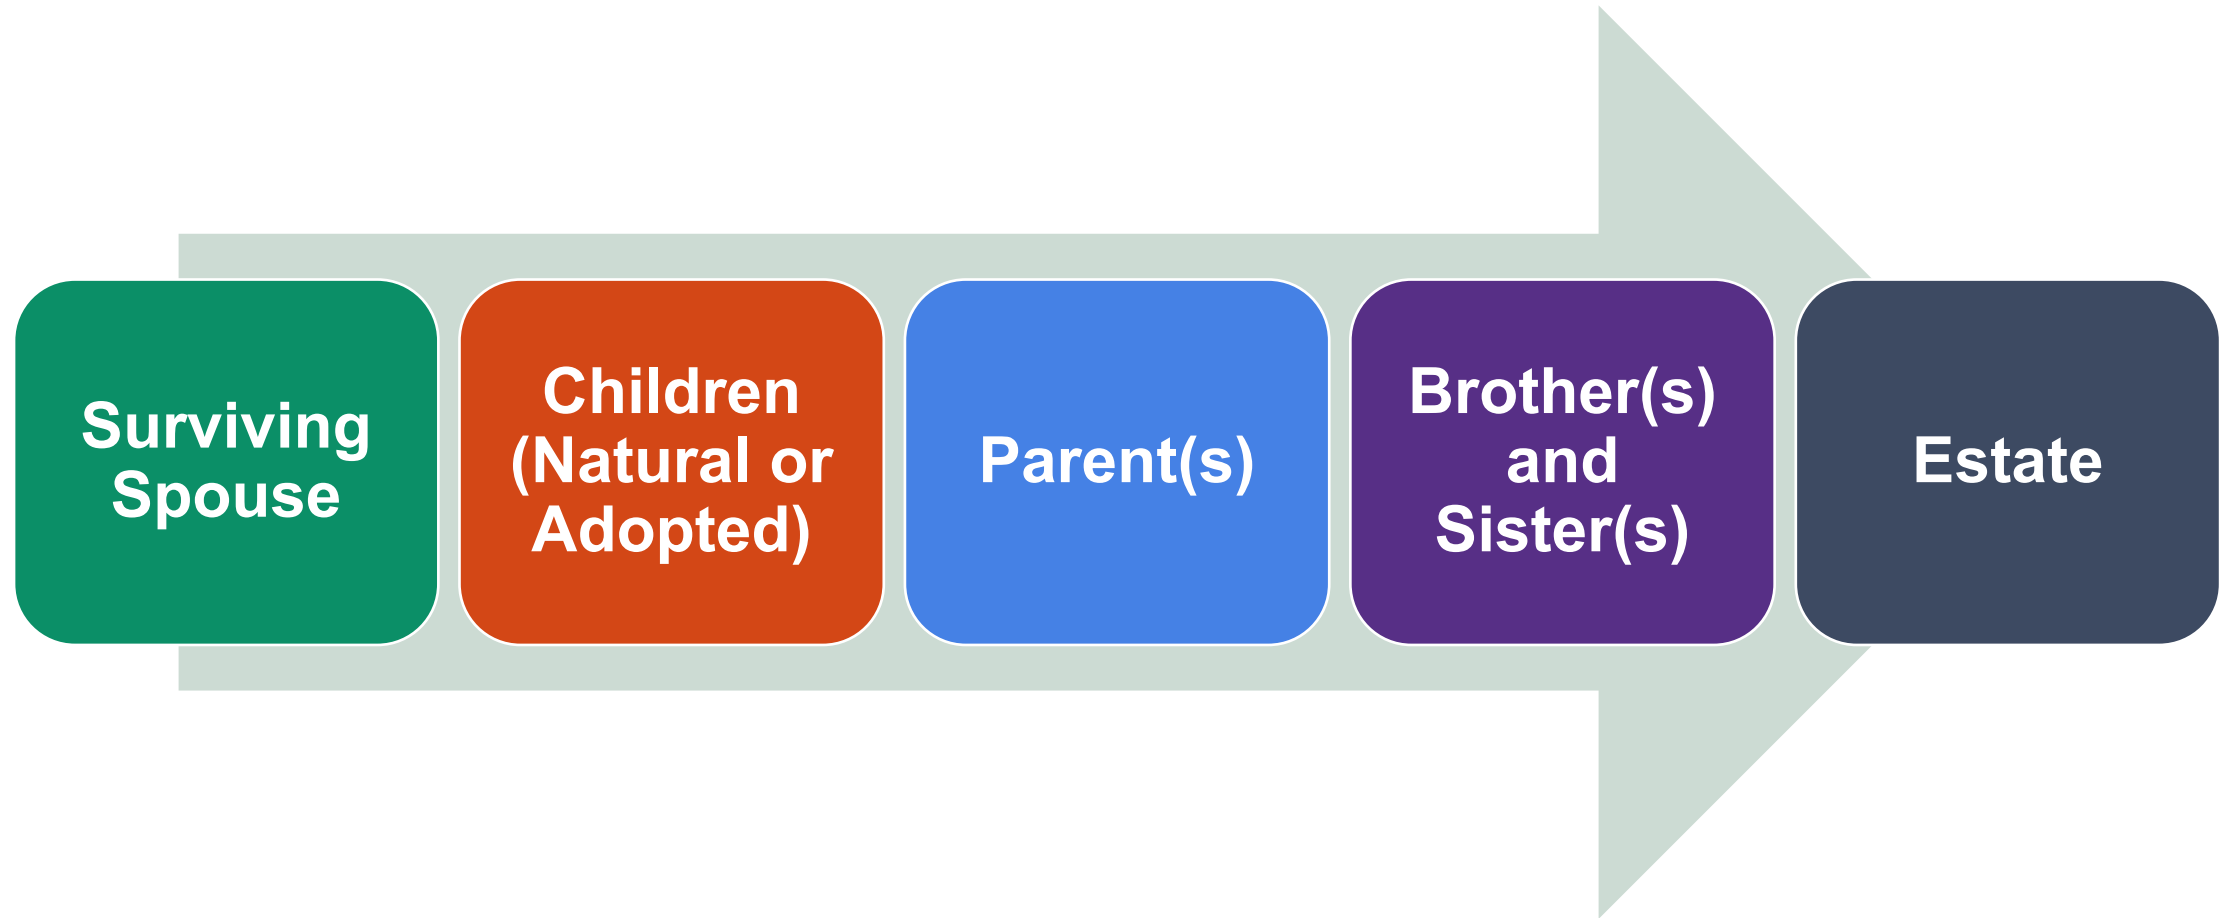 Surviving
Spouse
Children
(Natural or
Adopted)
Parent(s)
Brother(s)
and
Sister(s)
Estate